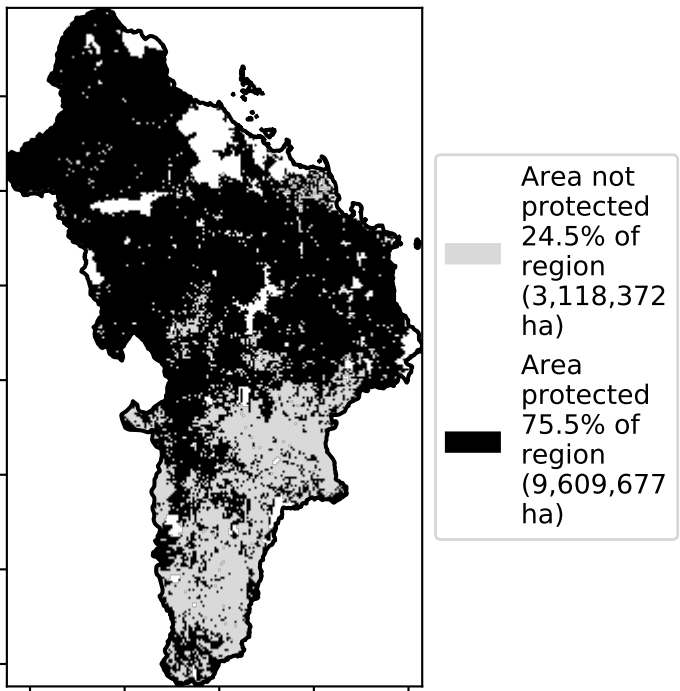 Area not
protected
24.5% of
region
(3,118,372
ha)
Area
protected
75.5% of
region
(9,609,677
ha)